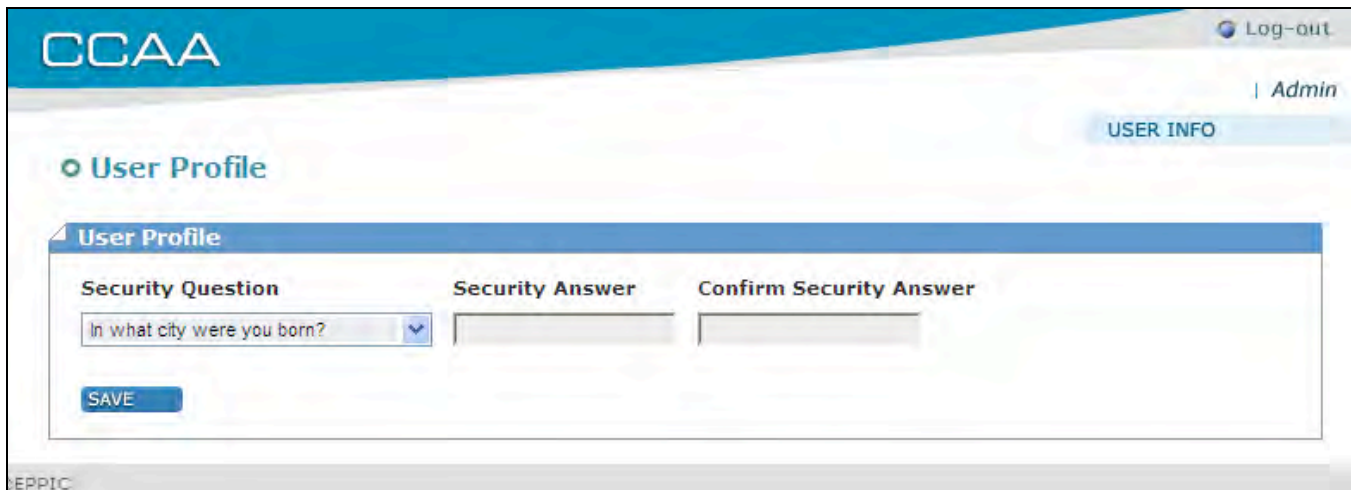 CCAA
Log-out
| Admin
USER INFO
User Profile
User Profile
Security Question Security Answer Confirm Security Answer
In what city were you born?
SAVE
EPPIC